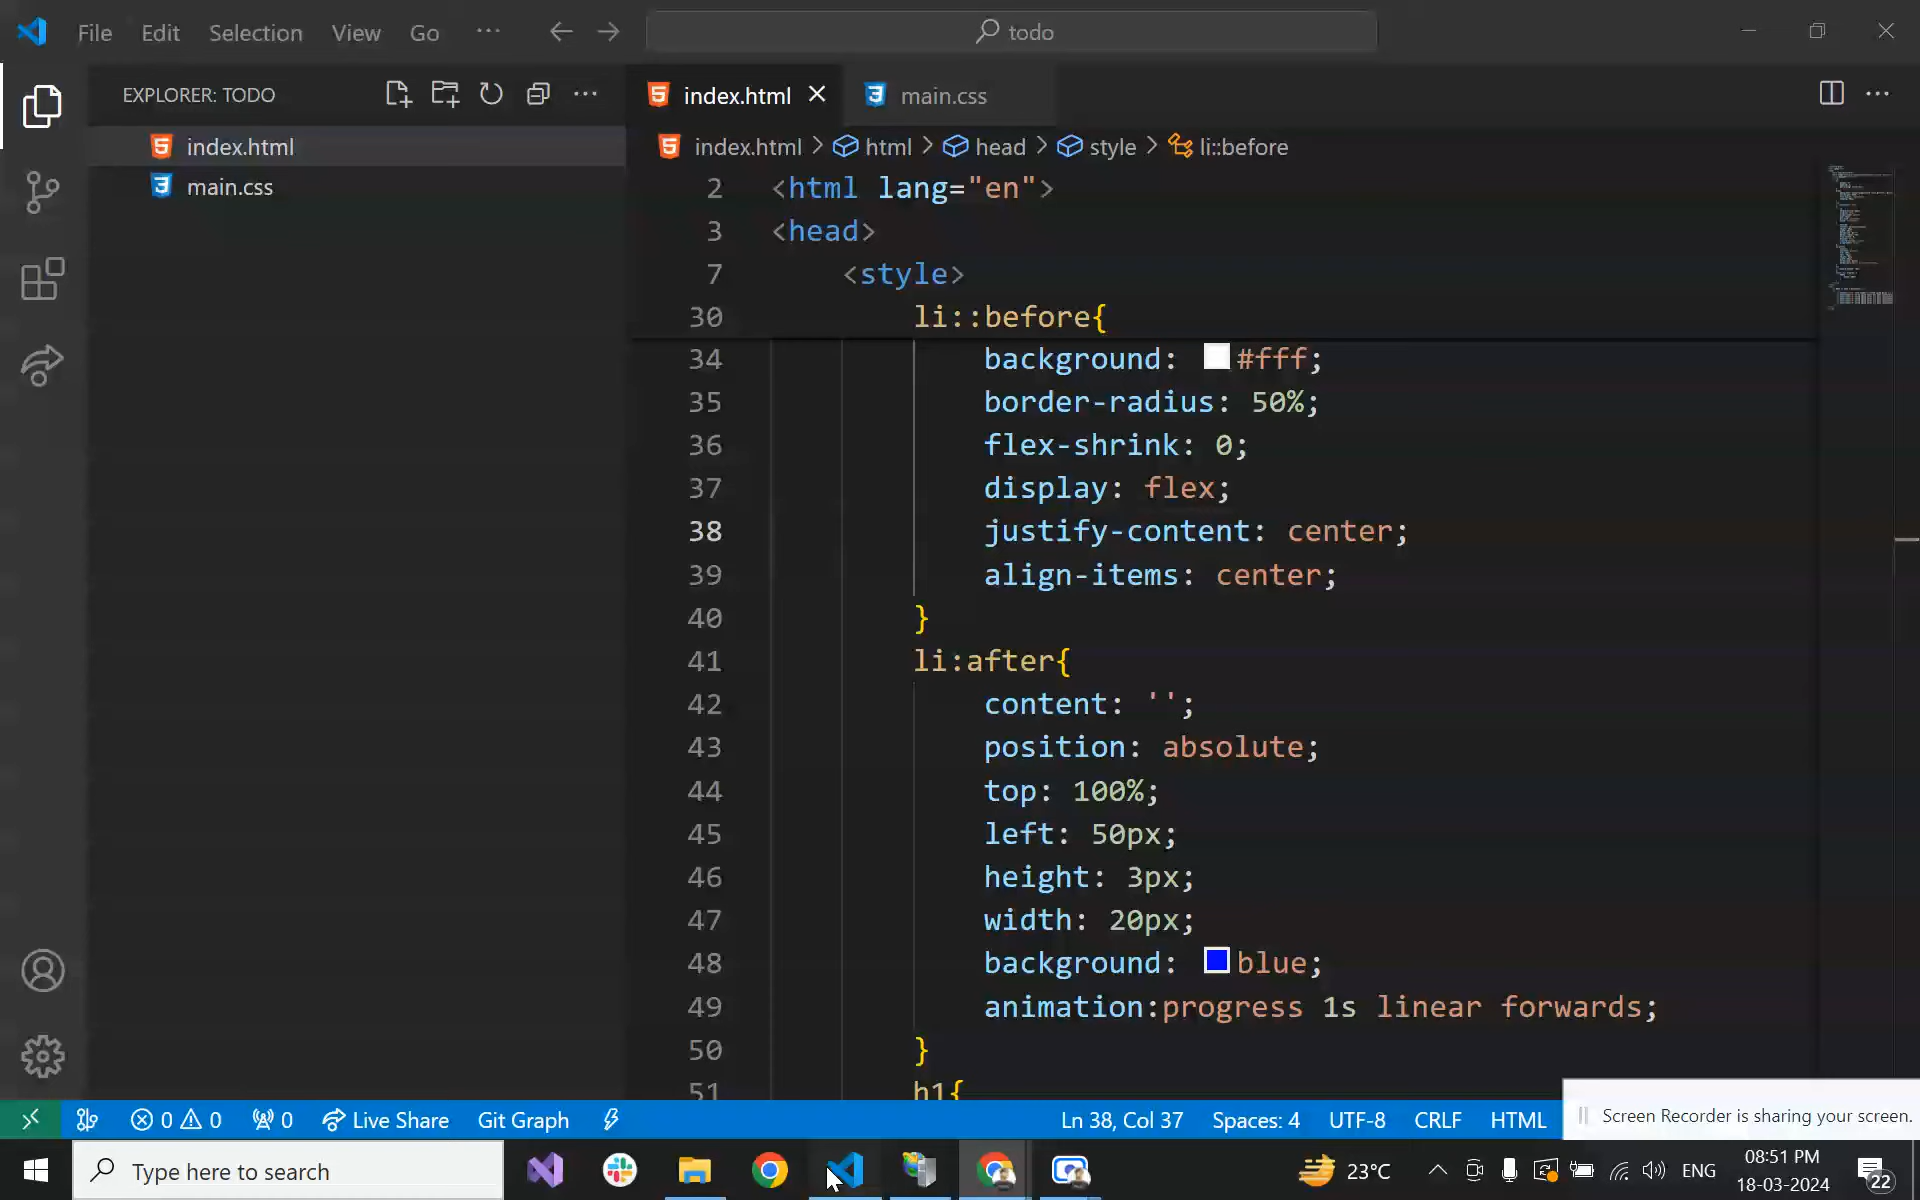 File Edit Selection View Go ··· todo
EXPLORER: TODO
index.html
main.css
index.html main.css
index.html > html > head > style > li::before
2 <html lang="en">
3 <head>
7 <style>
30 li::before{
34 background: #fff;
35 border-radius: 50%;
36 flex-shrink: 0;
37 display: flex;
38 justify-content: center;
39 align-items: center;
40 }
41 li:after{
42 content: '';
43 position: absolute;
44 top: 100%;
45 left: 50px;
46 height: 3px;
47 width: 20px;
48 background: blue;
49 animation:progress 1s linear forwards;
50 }
51 h1{
0 0 0 Live Share Git Graph Ln 38, Col 37 Spaces: 4 UTF-8 CRLF HTML
Screen Recorder is sharing your screen.
Type here to search 23°C ENG 08:51 PM
18-03-2024 22